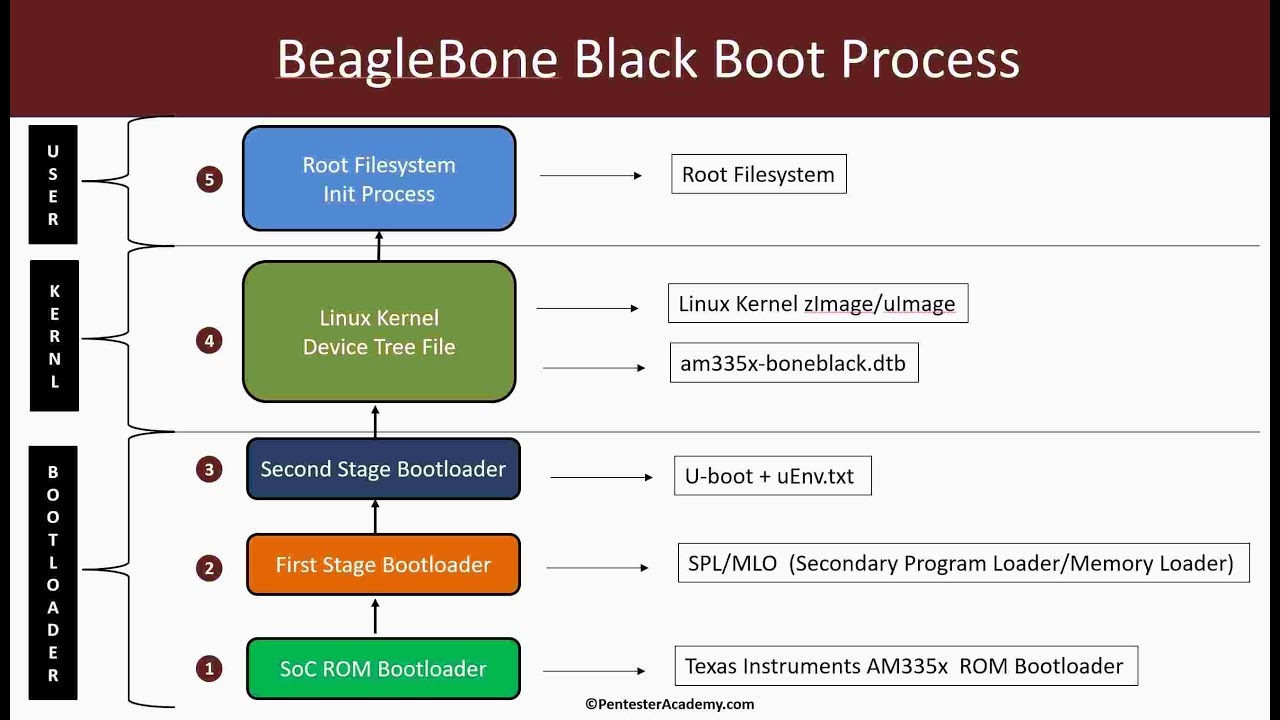 BeagleBone Black Boot Process
USER
5
Root Filesystem
Init Process
Root Filesystem
KERNL
4
Linux Kernel
Device Tree File
Linux Kernel zImage/uImage
am335x-boneblack.dtb
BOOTLOADER
3
Second Stage Bootloader
U-boot + uEnv.txt
2
First Stage Bootloader
SPL/MLO (Secondary Program Loader/Memory Loader)
1
SoC ROM Bootloader
Texas Instruments AM335x ROM Bootloader
©PentesterAcademy.com